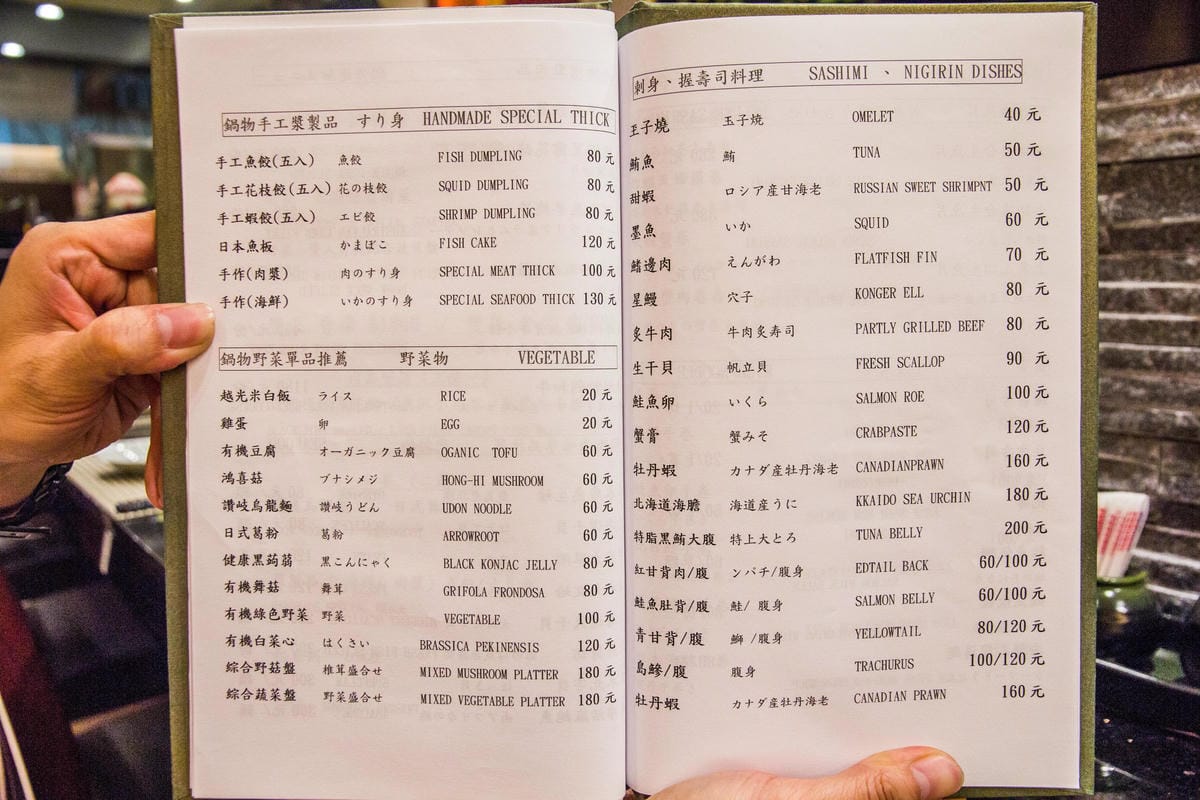 鍋物手工漿製品 すり身 HANDMADE SPECIAL THICK
手工魚餃(五入) 魚餃 FISH DUMPLING 80元
手工花枝餃(五入) 花の枝餃 SQUID DUMPLING 80元
手工蝦餃(五入) エビ餃 SHRIMP DUMPLING 80元
日本魚板 かまぼこ FISH CAKE 120元
手作(肉漿) 肉のすり身 SPECIAL MEAT THICK 100元
手作(海鮮) いかのすり身 SPECIAL SEAFOOD THICK 130元
鍋物野菜單品推薦 野菜物 VEGETABLE
越光米白飯 ライス RICE 20元
雞蛋 卵 EGG 20元
有機豆腐 オーガニック豆腐 OGANIC TOFU 60元
鴻喜菇 ブナシメジ HONG-HI MUSHROOM 60元
讚岐烏龍麵 讃岐うどん UDON NOODLE 60元
日式葛粉 葛粉 ARROWROOT 60元
健康黑蒟蒻 黒こんにゃく BLACK KONJAC JELLY 80元
有機舞菇 舞茸 GRIFOLA FRONDOSA 80元
有機綠色野菜 野菜 VEGETABLE 100元
有機白菜心 はくさい BRASSICA PEKINENSIS 120元
綜合野菇盤 椎茸盛合せ MIXED MUSHROOM PLATTER 180元
綜合蔬菜盤 野菜盛合せ MIXED VEGETABLE PLATTER 180元
刺身、握壽司料理 SASHIMI 、 NIGIRIN DISHES
玉子燒 玉子焼 OMELET 40元
鮪魚 鮪 TUNA 50元
甜蝦 ロシア産甘海老 RUSSIAN SWEET SHRIMPNT 50 元
墨魚 いか SQUID 60 元
鰭邊肉 えんがわ FLATFISH FIN 70 元
星鰻 穴子 KONGER ELL 80 元
炙牛肉 牛肉炙寿司 PARTLY GRILLED BEEF 80 元
生干貝 帆立貝 FRESH SCALLOP 90 元
鮭魚卵 いくら SALMON ROE 100元
蟹膏 蟹みそ CRABPASTE 120元
牡丹蝦 カナダ産牡丹海老 CANADIANPRAWN 160元
北海道海膽 海道産うに KKAIDO SEA URCHIN 180元
特脂黑鮪大腹 特上大とろ TUNA BELLY 200元
紅甘背肉/腹 ンパチ/腹身 EDTAIL BACK 60/100元
鮭魚肚背/腹 鮭/ 腹身 SALMON BELLY 60/100元
青甘背/腹 鰤 /腹身 YELLOWTAIL 80/120元
島鰺/腹 腹身 TRACHURUS 100/120元
牡丹蝦 カナダ産牡丹海老 CANADIAN PRAWN 160元